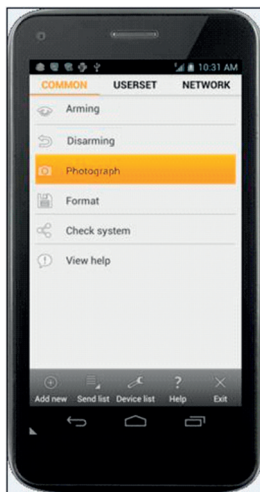 10:31 AM
COMMON USERSET NETWORK
Arming
Disarming
Photograph
Format
Check system
View help
Add new Send list Device list Help Exit